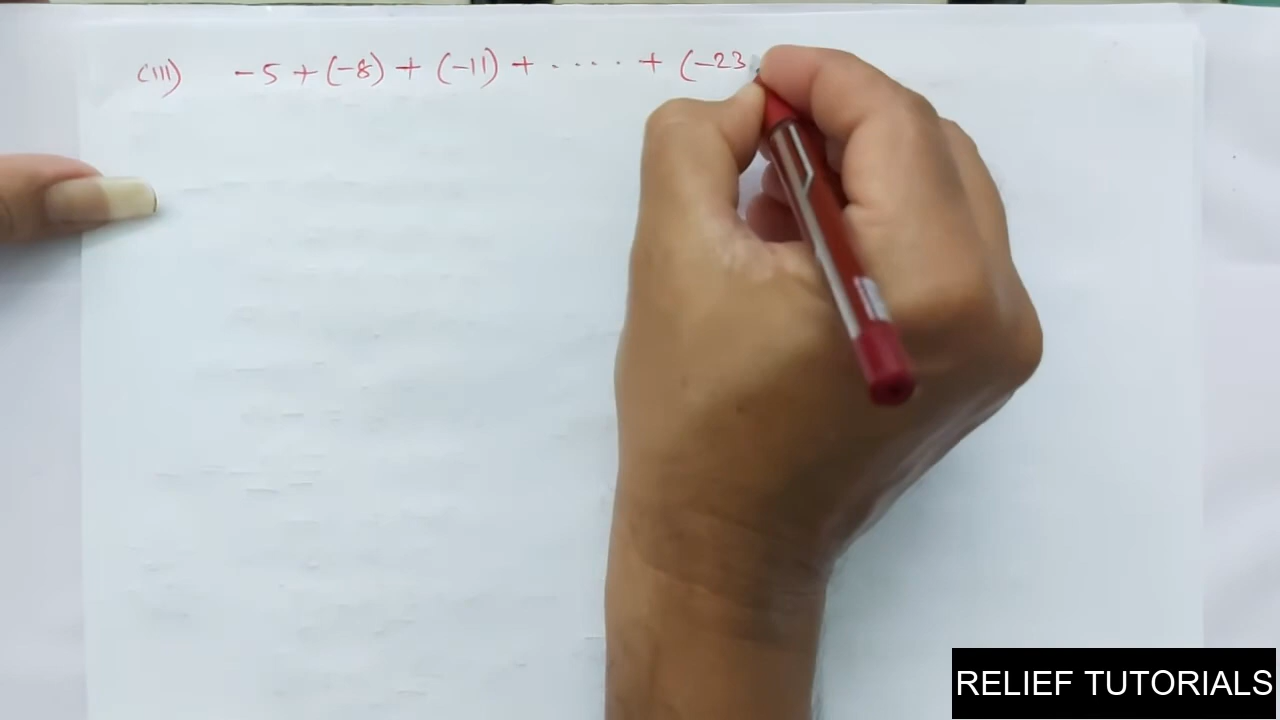 (iii) -5 + (-8) + (-11) + ..... + (-23
RELIEF TUTORIALS